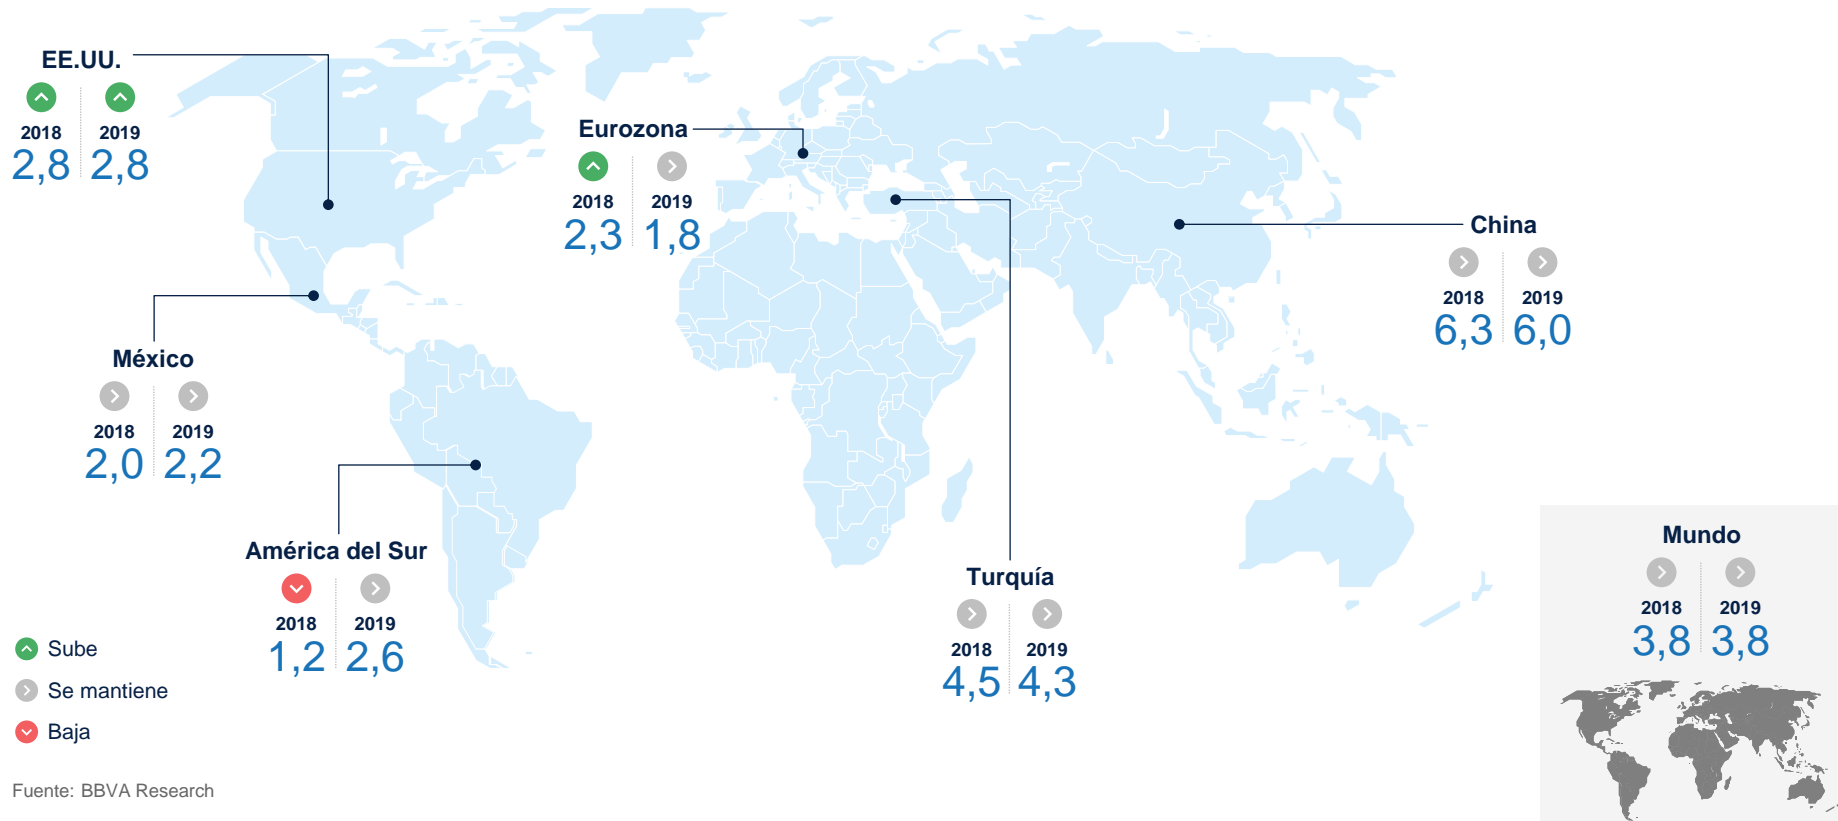 EE.UU.
2018 2019
2,8 2,8
Eurozona
2018 2019
2,3 1,8
China
2018 2019
6,3 6,0
México
2018 2019
2,0 2,2
América del Sur
2018 2019
1,2 2,6
Turquía
2018 2019
4,5 4,3
Mundo
2018 2019
3,8 3,8
Sube
Se mantiene
Baja
Fuente: BBVA Research